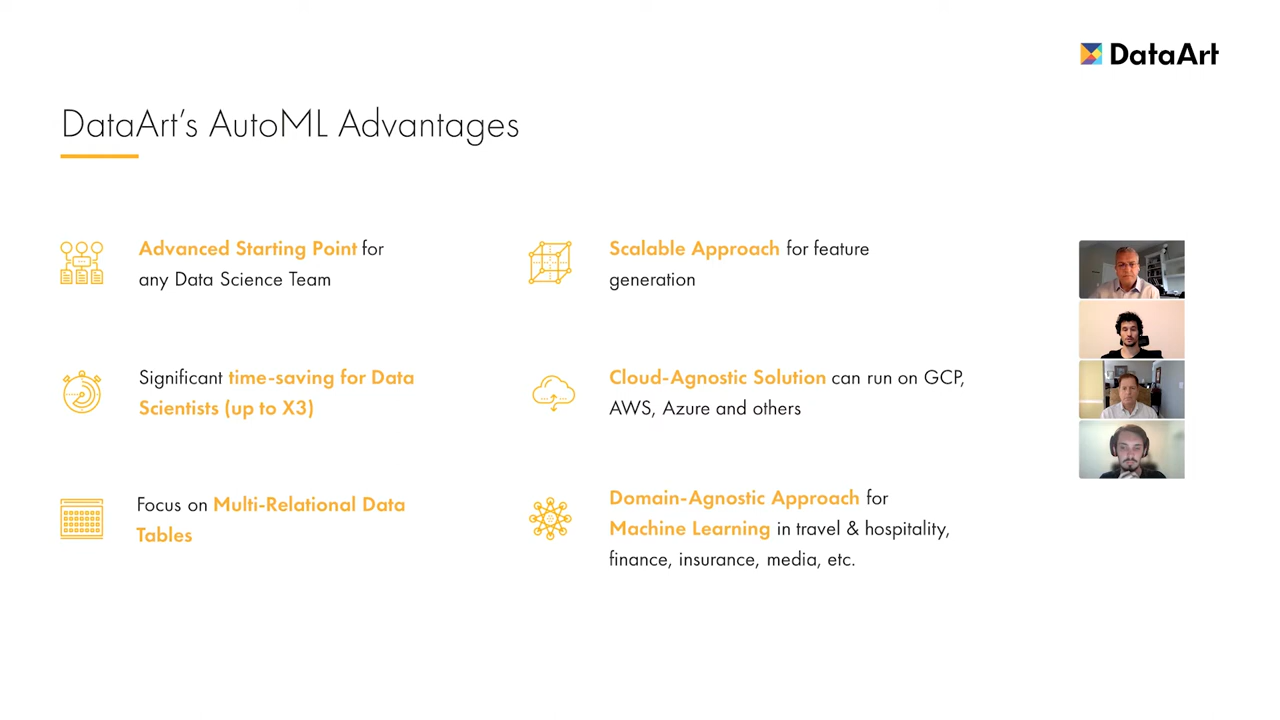 DataArt
DataArt's AutoML Advantages
Advanced Starting Point for
any Data Science Team
Significant time-saving for Data
Scientists (up to X3)
Focus on Multi-Relational Data
Tables
Scalable Approach for feature
generation
Cloud-Agnostic Solution can run on GCP,
AWS, Azure and others
Domain-Agnostic Approach for
Machine Learning in travel & hospitality,
finance, insurance, media, etc.